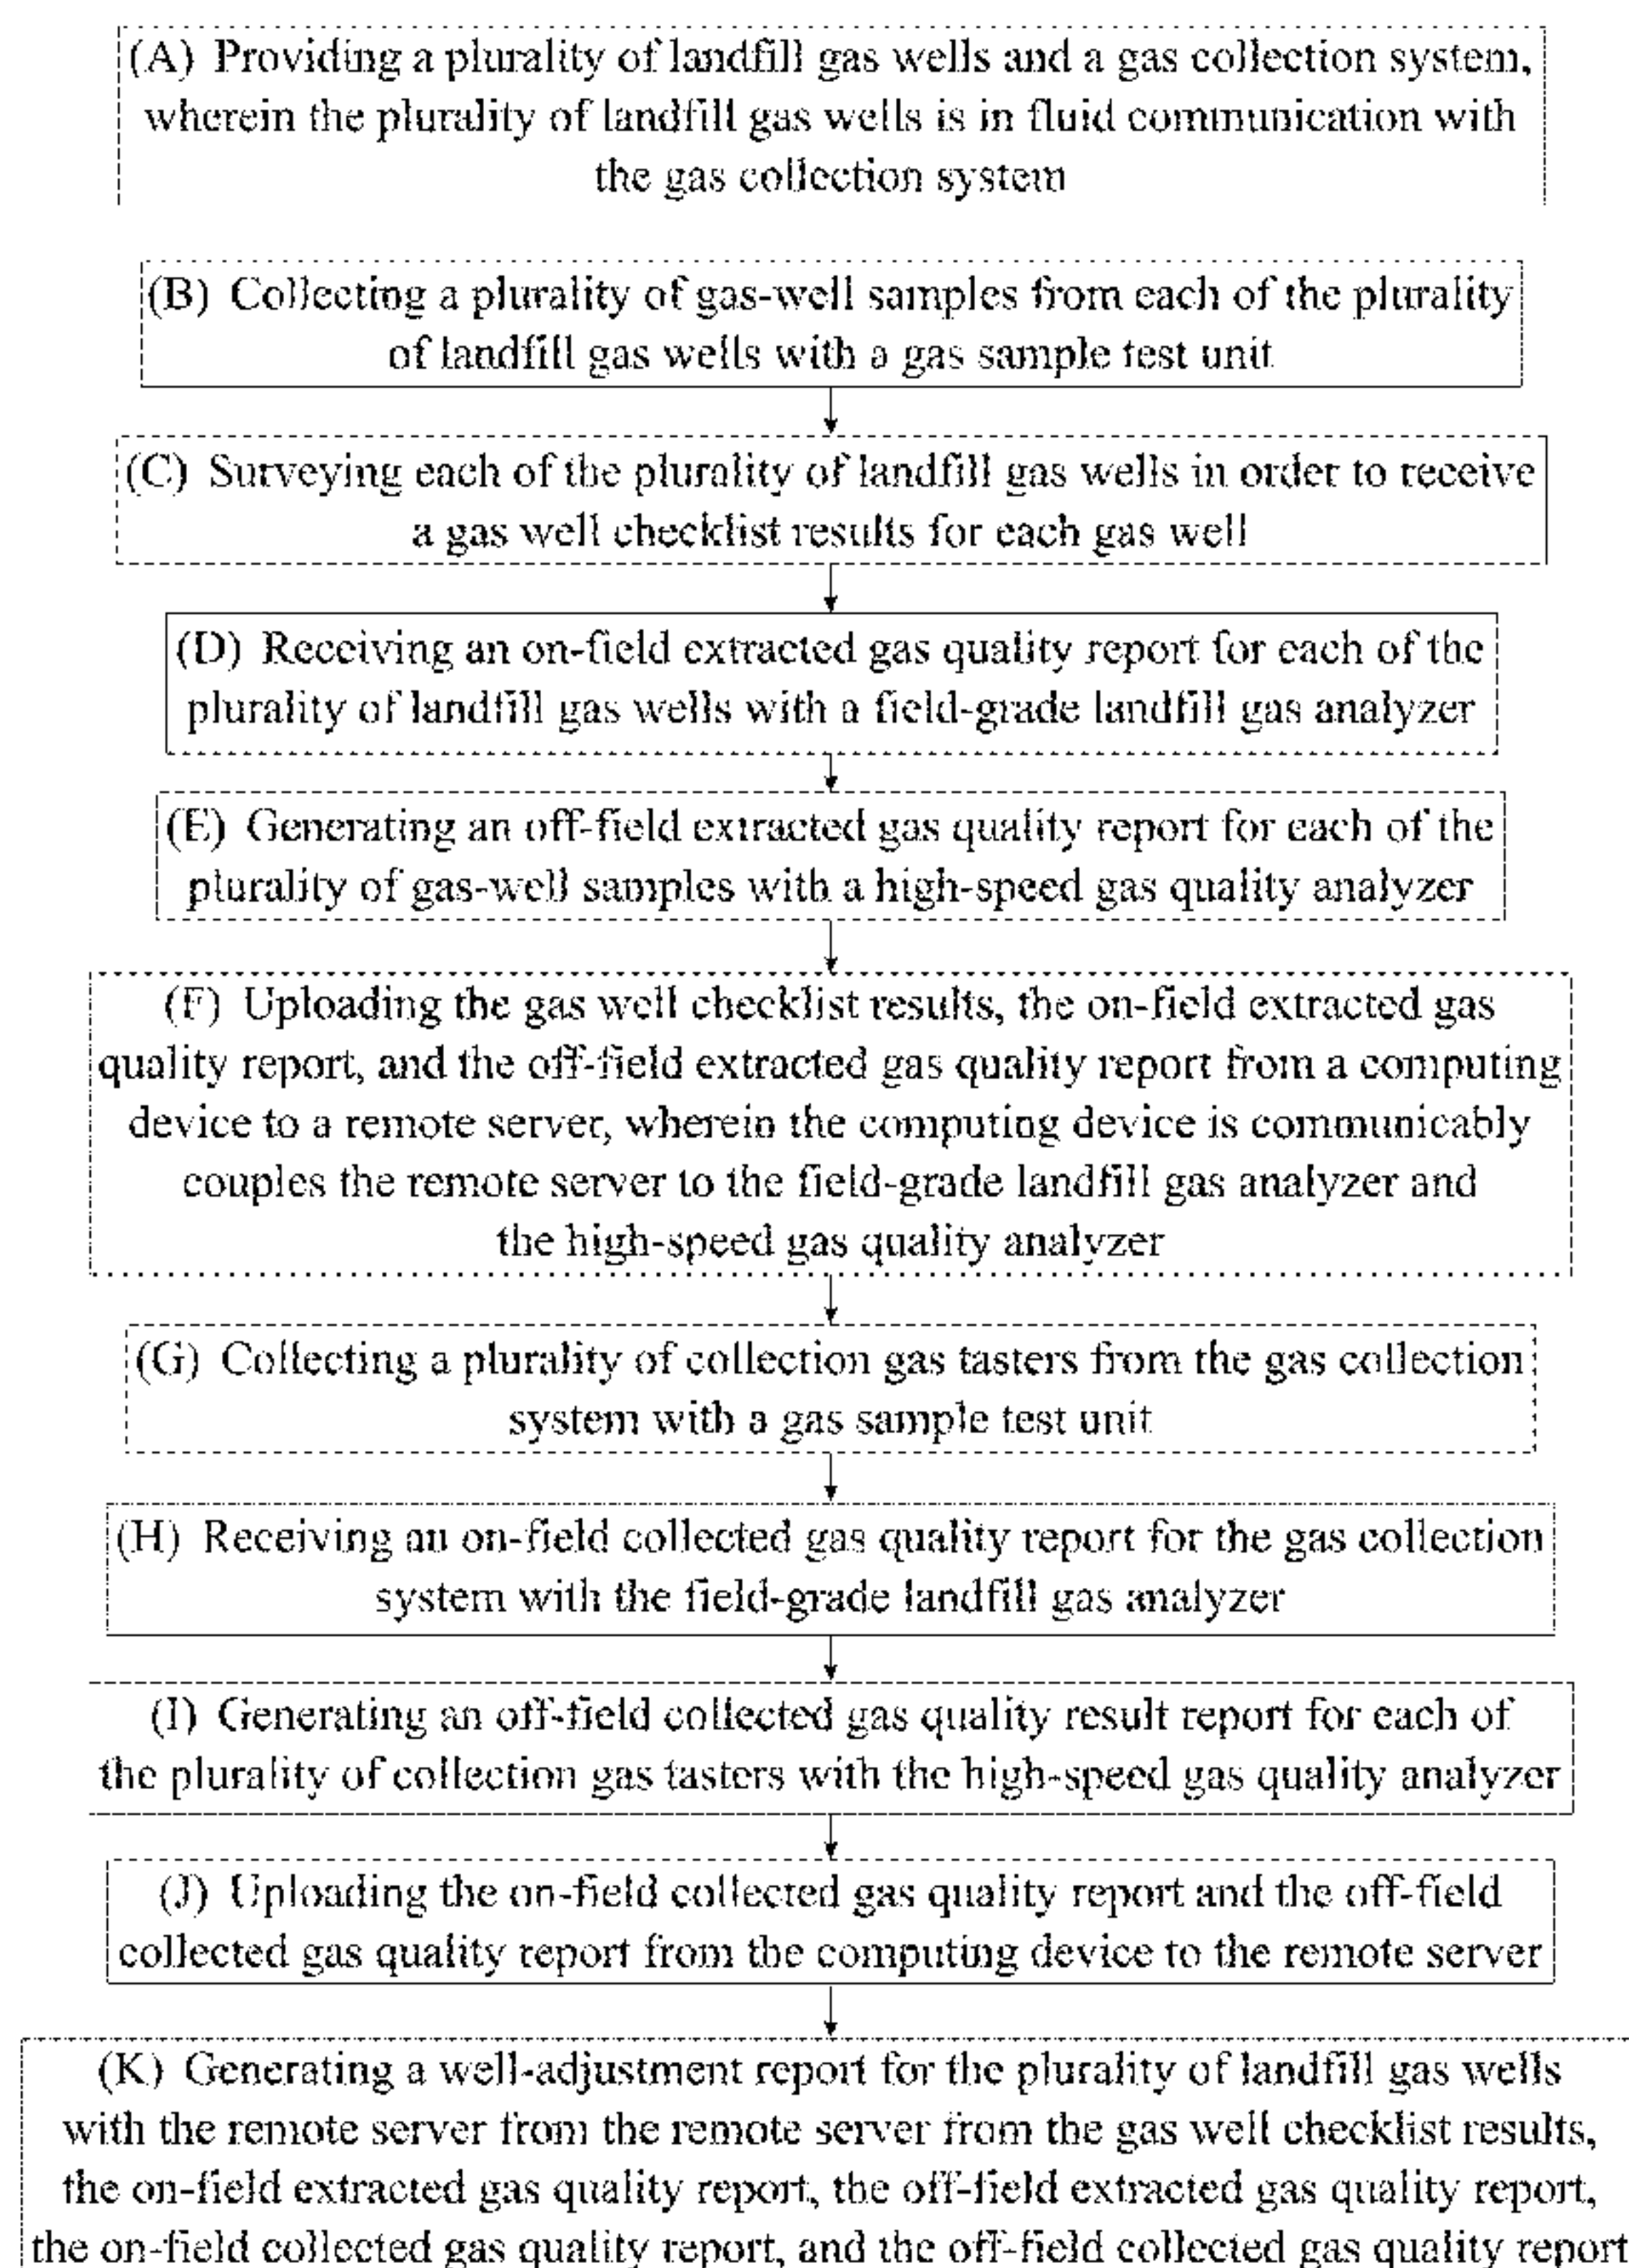 (A) Providing a plurality of landfill gas wells and a gas collection system,
wherein the plurality of landfill gas wells is in fluid communication with
the gas collection system
(B) Collecting a plurality of gas-well samples from each of the plurality
of landfill gas wells with a gas sample test unit
(C) Surveying each of the plurality of landfill gas wells in order to receive
a gas well checklist results for each gas well
(D) Receiving an on-field extracted gas quality report for each of the
plurality of landfill gas wells with a field-grade landfill gas analyzer
(E) Generating an off-field extracted gas quality report for each of the
plurality of gas-well samples with a high-speed gas quality analyzer
(F) Uploading the gas well checklist results, the on-field extracted gas
quality report, and the off-field extracted gas quality report from a computing
device to a remote server, wherein the computing device is communicably
couples the remote server to the field-grade landfill gas analyzer and
the high-speed gas quality analyzer
(G) Collecting a plurality of collection gas tasters from the gas collection
system with a gas sample test unit
(H) Receiving an on-field collected gas quality report for the gas collection
system with the field-grade landfill gas analyzer
(I) Generating an off-field collected gas quality result report for each of
the plurality of collection gas tasters with the high-speed gas quality analyzer
(J) Uploading the on-field collected gas quality report and the off-field
collected gas quality report from the computing device to the remote server
(K) Generating a well-adjustment report for the plurality of landfill gas wells
with the remote server from the remote server from the gas well checklist results,
the on-field extracted gas quality report, the off-field extracted gas quality report,
the on-field collected gas quality report, and the off-field collected gas quality report